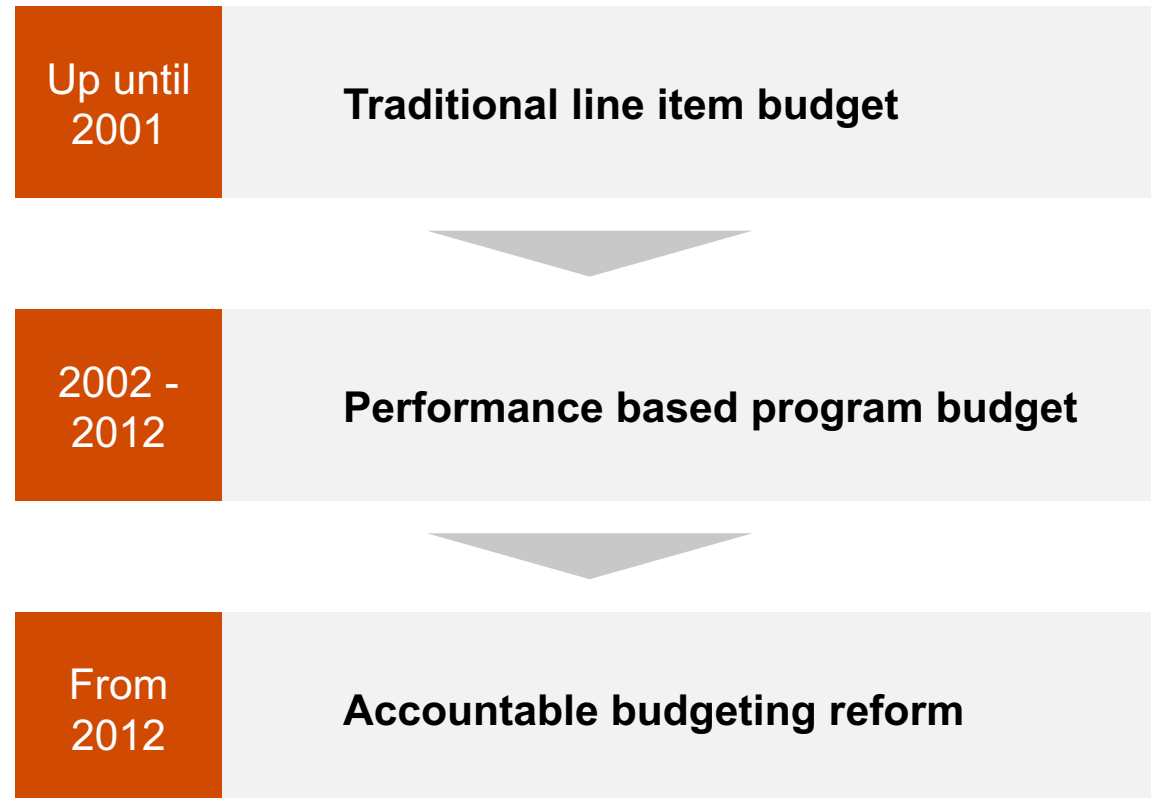 Up until
2001
Traditional line item budget
2002 -
2012
Performance based program budget
From
2012
Accountable budgeting reform